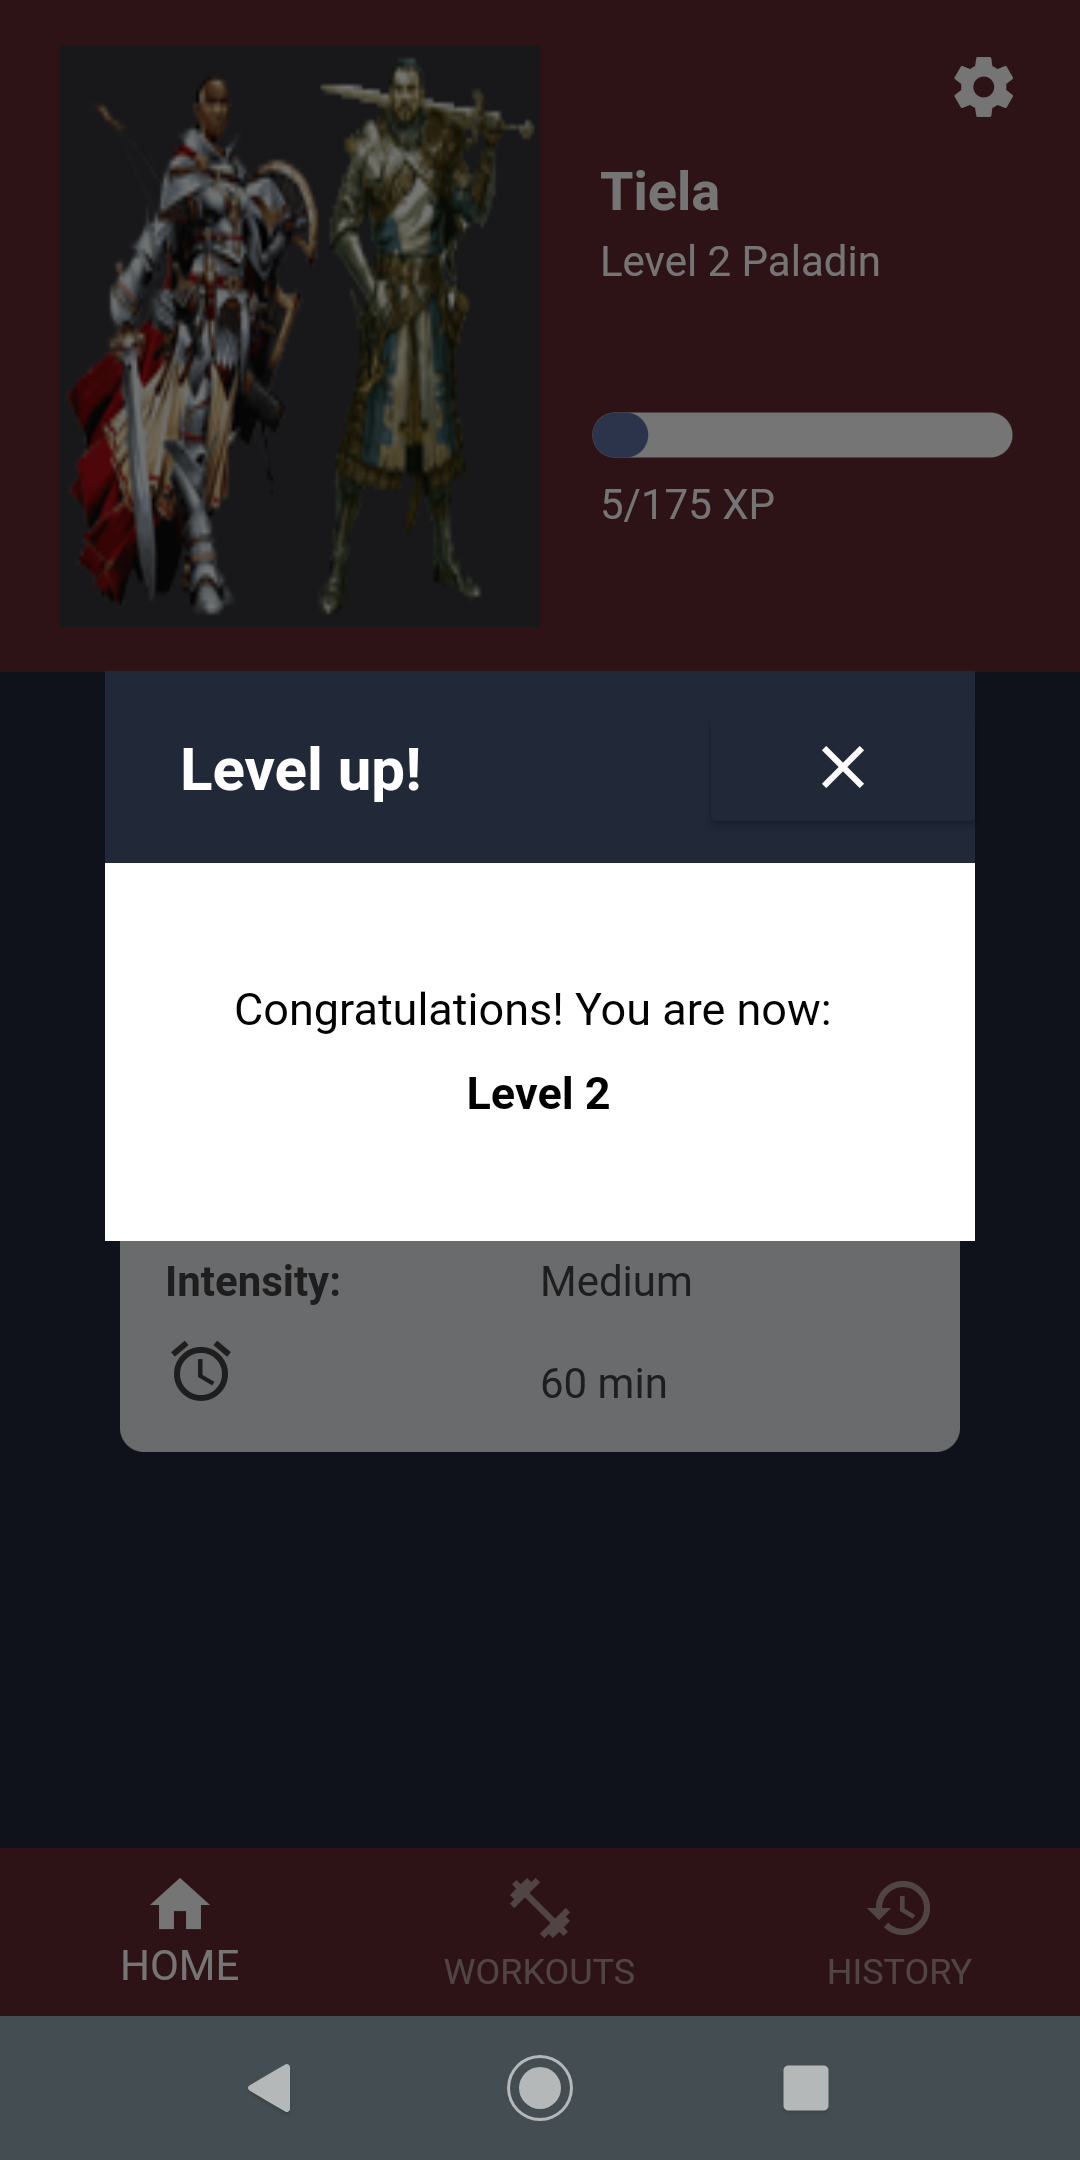 Tiela
Level 2 Paladin
5/175 XP
Level up!
Congratulations! You are now:
Level 2
Intensity:
Medium
60 min
HOME
WORKOUTS
HISTORY